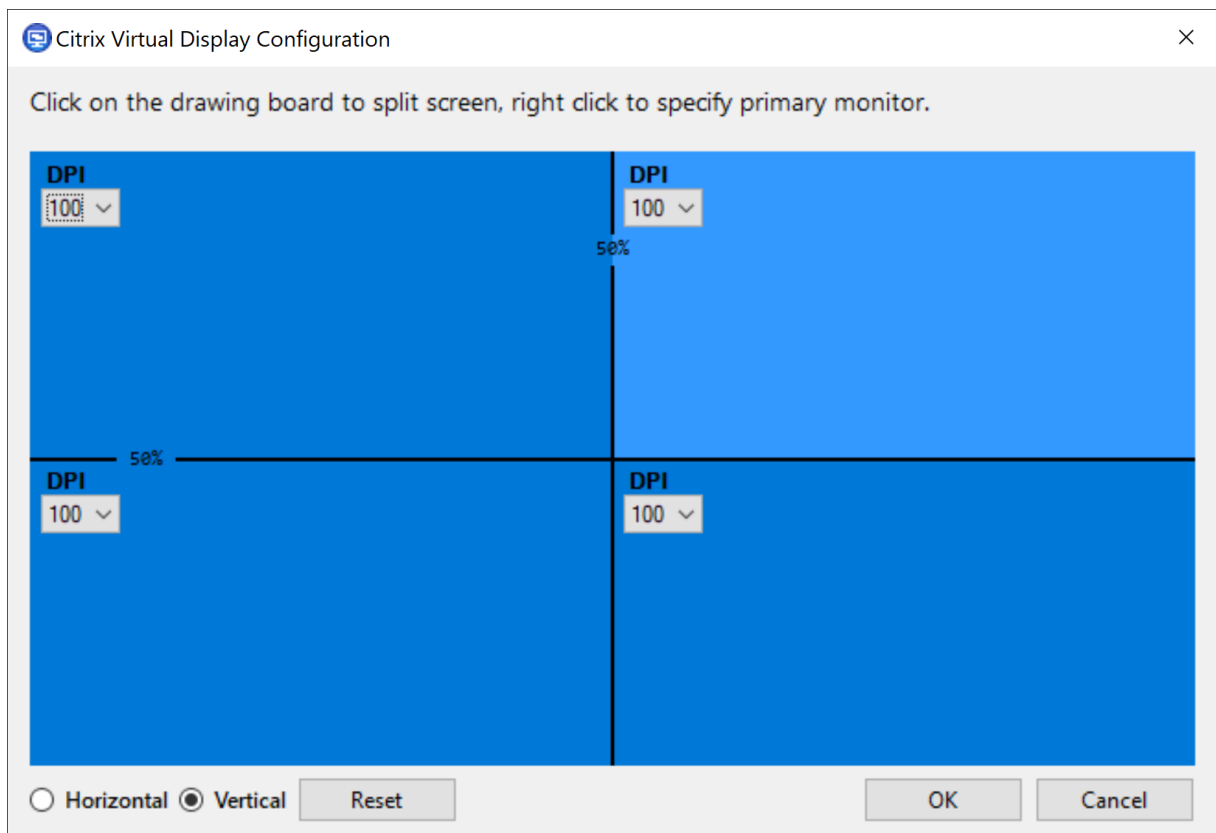 Citrix Virtual Display Configuration
Click on the drawing board to split screen, right click to specify primary monitor.
DPI
100
DPI
100
50%
50%
DPI
100
DPI
100
Horizontal Vertical Reset OK Cancel